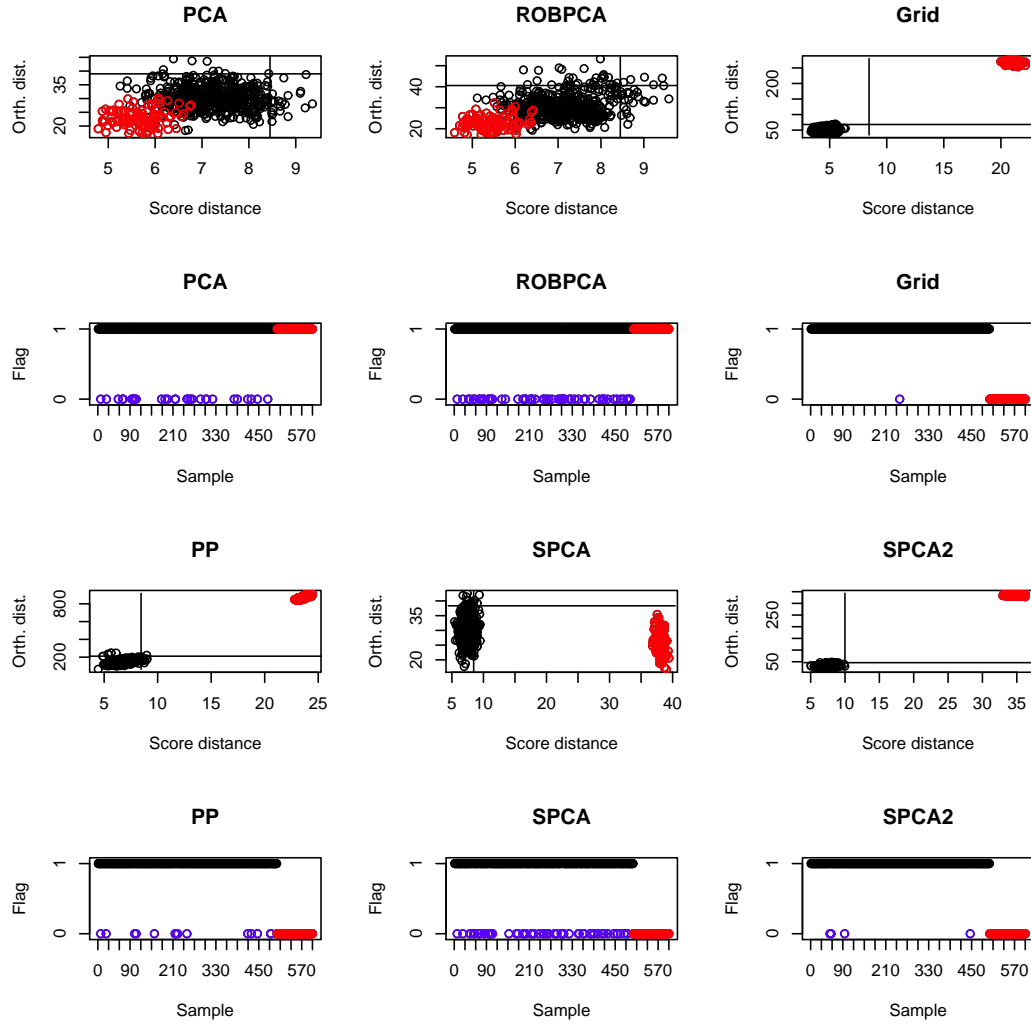 PCA ROBPCA Grid
Orth. dist. 20 35
5 6 7 8 9
Score distance
Orth. dist. 20 40
5 6 7 8 9
Score distance
Orth. dist. 50 200
5 10 15 20
Score distance
PCA ROBPCA Grid
Flag 0 1
0 90 210 330 450 570
Sample
Flag 0 1
0 90 210 330 450 570
Sample
Flag 0 1
0 90 210 330 450 570
Sample
PP SPCA SPCA2
Orth. dist. 200 800
5 10 15 20 25
Score distance
Orth. dist. 20 35
5 10 20 30 40
Score distance
Orth. dist. 50 250
5 10 20 30 35
Score distance
PP SPCA SPCA2
Flag 0 1
0 90 210 330 450 570
Sample
Flag 0 1
0 90 210 330 450 570
Sample
Flag 0 1
0 90 210 330 450 570
Sample